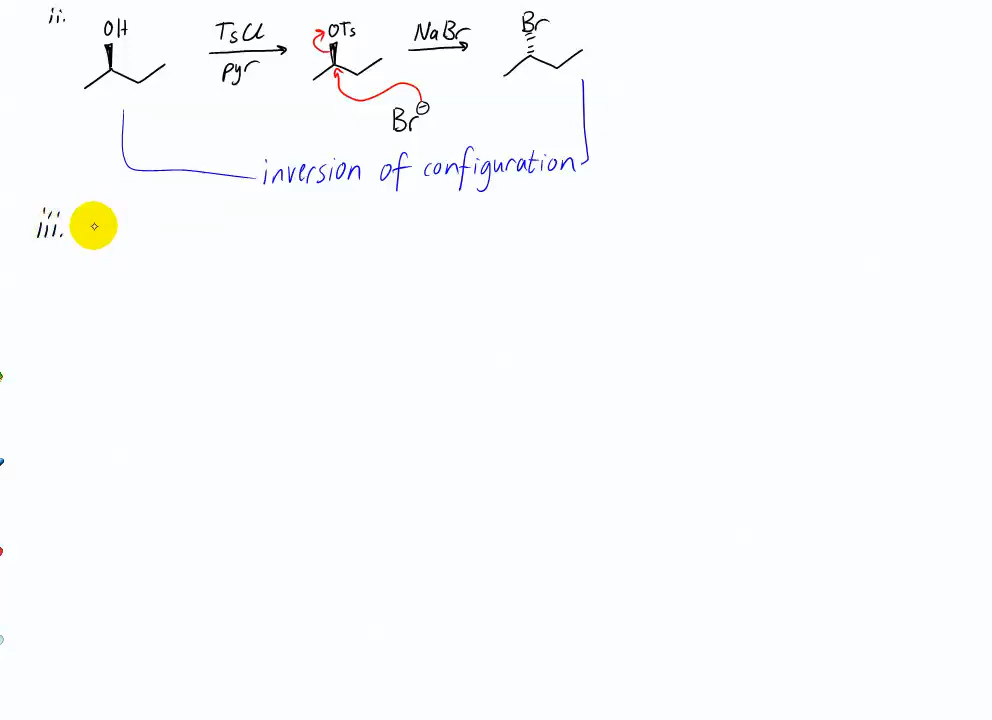 ii.
OH TsCl OTs NaBr Br
pyr
Br⊖
inversion of configuration
iii.